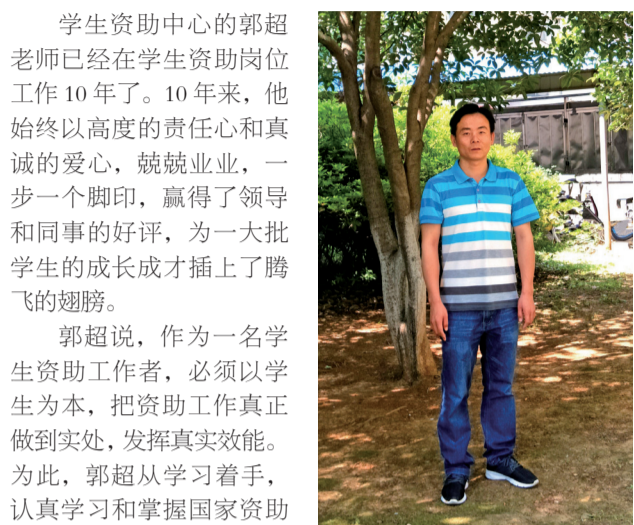 学生资助中心的郭超
老师已经在学生资助岗位
工作 10 年了。10 年来，他
始终以高度的责任心和真
诚的爱心，兢兢业业，一
步一个脚印，赢得了领导
和同事的好评，为一大批
学生的成长成才插上了腾
飞的翅膀。
郭超说，作为一名学
生资助工作者，必须以学
生为本，把资助工作真正
做到实处，发挥真实效能。
为此，郭超从学习着手，
认真学习和掌握国家资助